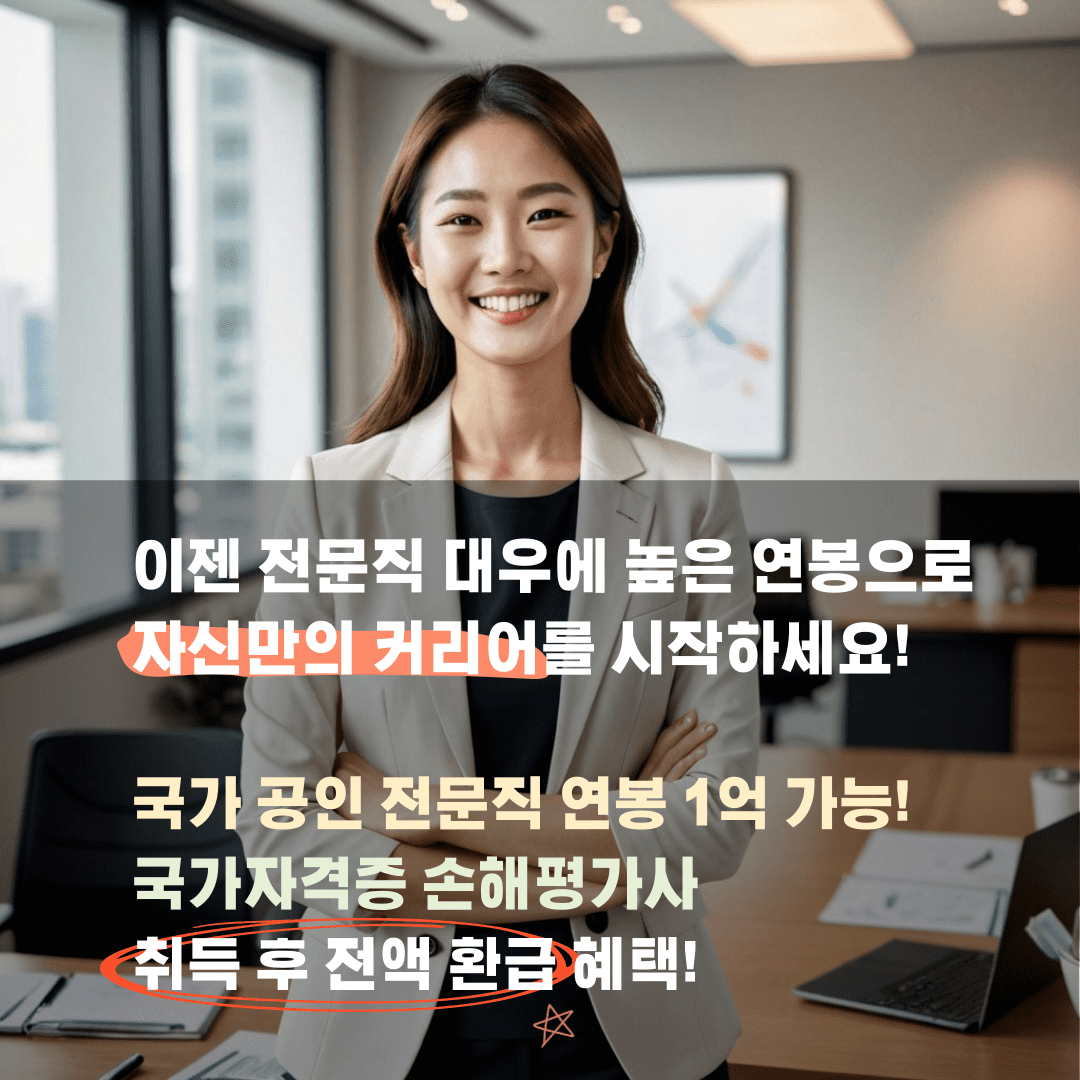 이젠 전문직 대우에 높은 연봉으로
자신만의 커리어를 시작하세요!
국가 공인 전문직 연봉 1억 가능!
국가자격증 손해평가사
취득 후 전액 환급 혜택!